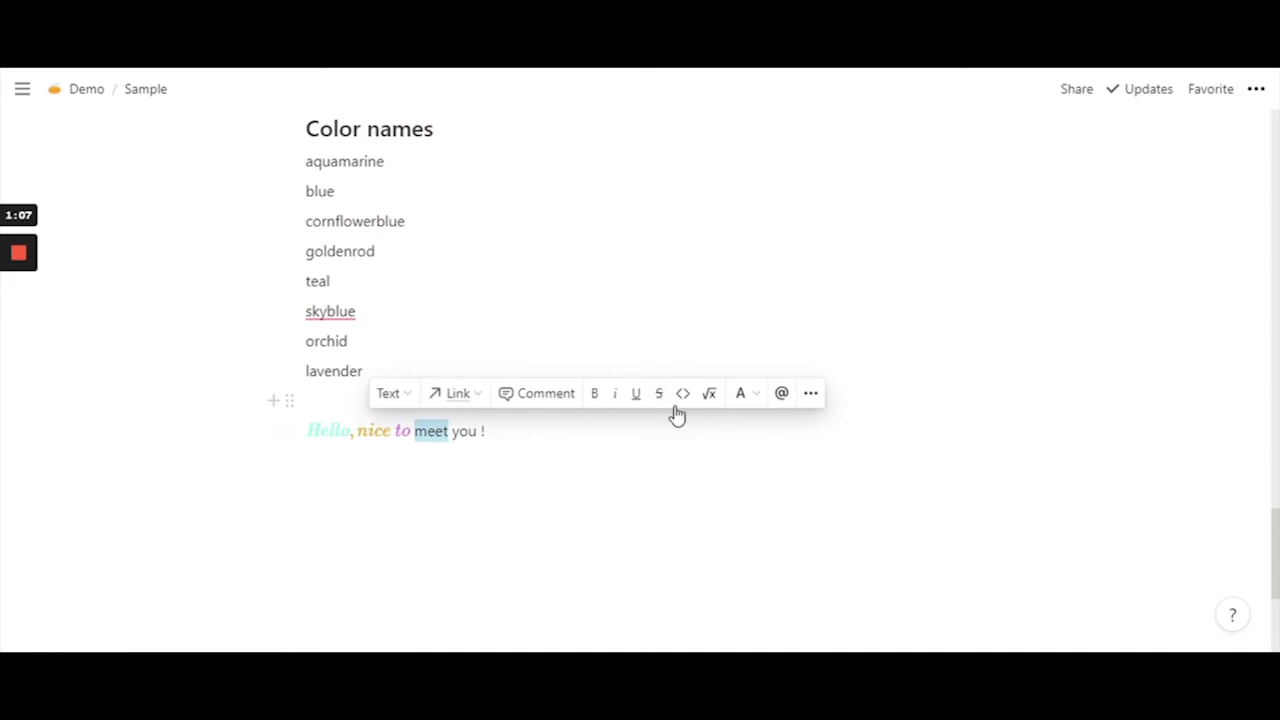 Demo / Sample Share Updates Favorite •••
Color names
aquamarine
1:07
blue
cornflowerblue
goldenrod
teal
skyblue
orchid
lavender
Text Link Comment B i U S <> √x A @ •••
Hello, nice to meet you !
?